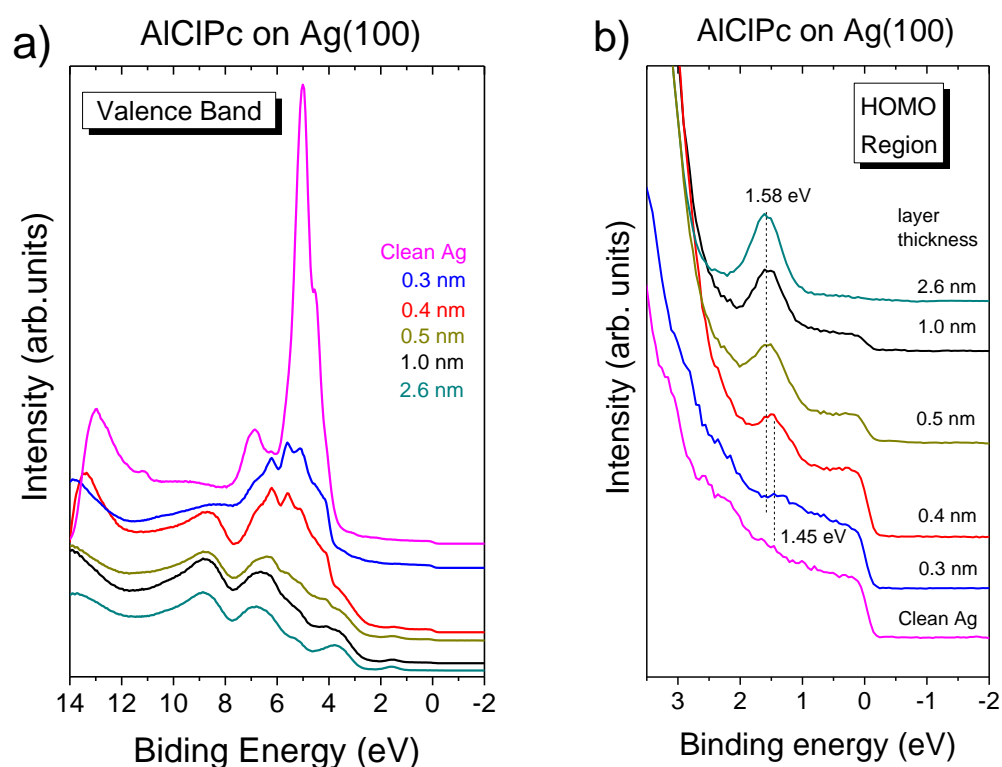 a)
AlClPc on Ag(100)
Valence Band
Clean Ag
0.3 nm
0.4 nm
0.5 nm
1.0 nm
2.6 nm
Intensity (arb.units)
14 12 10 8 6 4 2 0 -2
Biding Energy (eV)
b)
AlClPc on Ag(100)
HOMO
Region
1.58 eV
layer
thickness
2.6 nm
1.0 nm
0.5 nm
0.4 nm
1.45 eV
0.3 nm
Clean Ag
Intensity (arb. units)
3 2 1 0 -1 -2
Binding energy (eV)